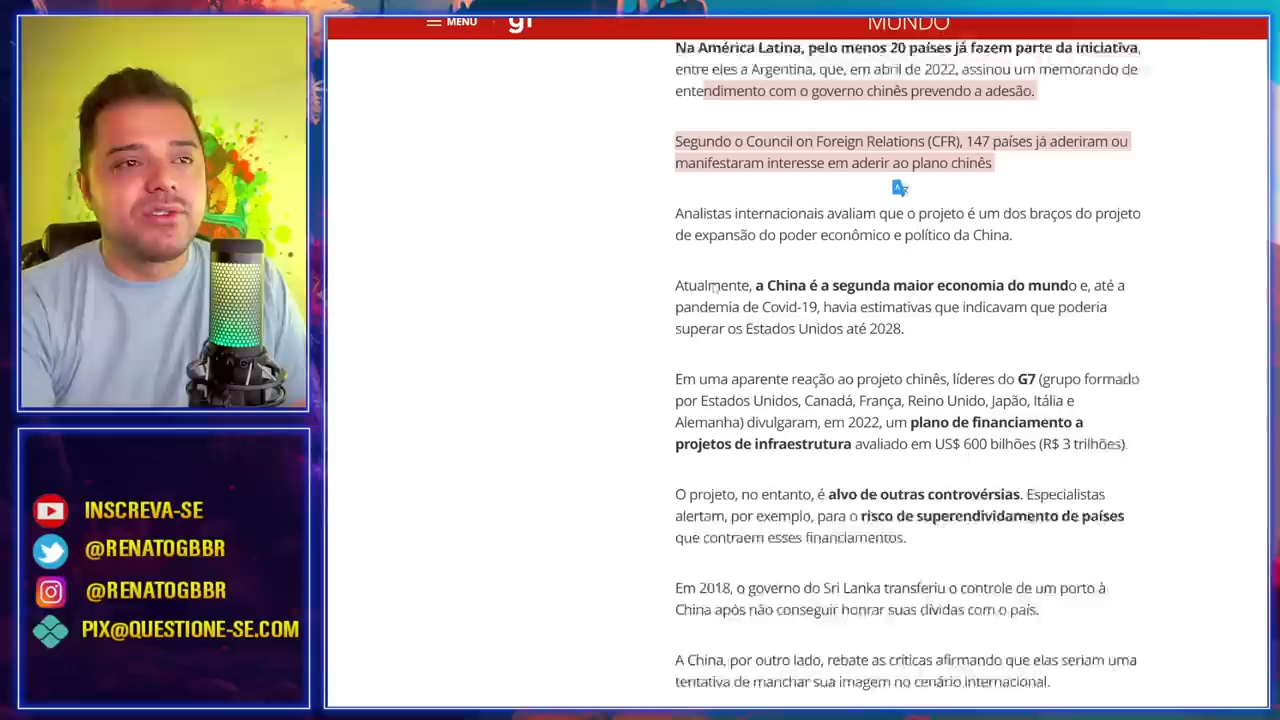 MENU
g1
MUNDO
Na América Latina, pelo menos 20 países já fazem parte da iniciativa,
entre eles a Argentina, que, em abril de 2022, assinou um memorando de
entendimento com o governo chinês prevendo a adesão.
Segundo o Council on Foreign Relations (CFR), 147 países já aderiram ou
manifestaram interesse em aderir ao plano chinês
Analistas internacionais avaliam que o projeto é um dos braços do projeto
de expansão do poder econômico e político da China.
Atualmente, a China é a segunda maior economia do mundo e, até a
pandemia de Covid-19, havia estimativas que indicavam que poderia
superar os Estados Unidos até 2028.
Em uma aparente reação ao projeto chinês, líderes do G7 (grupo formado
por Estados Unidos, Canadá, França, Reino Unido, Japão, Itália e
Alemanha) divulgaram, em 2022, um plano de financiamento a
projetos de infraestrutura avaliado em US$ 600 bilhões (R$ 3 trilhões).
O projeto, no entanto, é alvo de outras controvérsias. Especialistas
alertam, por exemplo, para o risco de superendividamento de países
que contraem esses financiamentos.
Em 2018, o governo do Sri Lanka transferiu o controle de um porto à
China após não conseguir honrar suas dívidas com o país.
A China, por outro lado, rebate as críticas afirmando que elas seriam uma
tentativa de manchar sua imagem no cenário internacional.
INSCREVA-SE
@RENATOGBBR
@RENATOGBBR
PIX@QUESTIONE-SE.COM